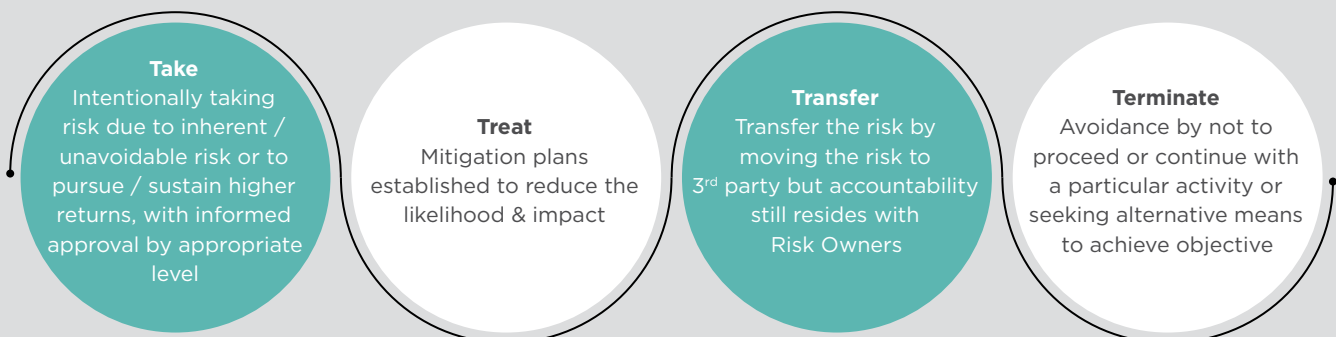 Take
Intentionally taking
risk due to inherent /
unavoidable risk or to
pursue / sustain higher
returns, with informed
approval by appropriate
level
Treat
Mitigation plans
established to reduce the
likelihood & impact
Transfer
Transfer the risk by
moving the risk to
3rd party but accountability
still resides with
Risk Owners
Terminate
Avoidance by not to
proceed or continue with
a particular activity or
seeking alternative means
to achieve objective